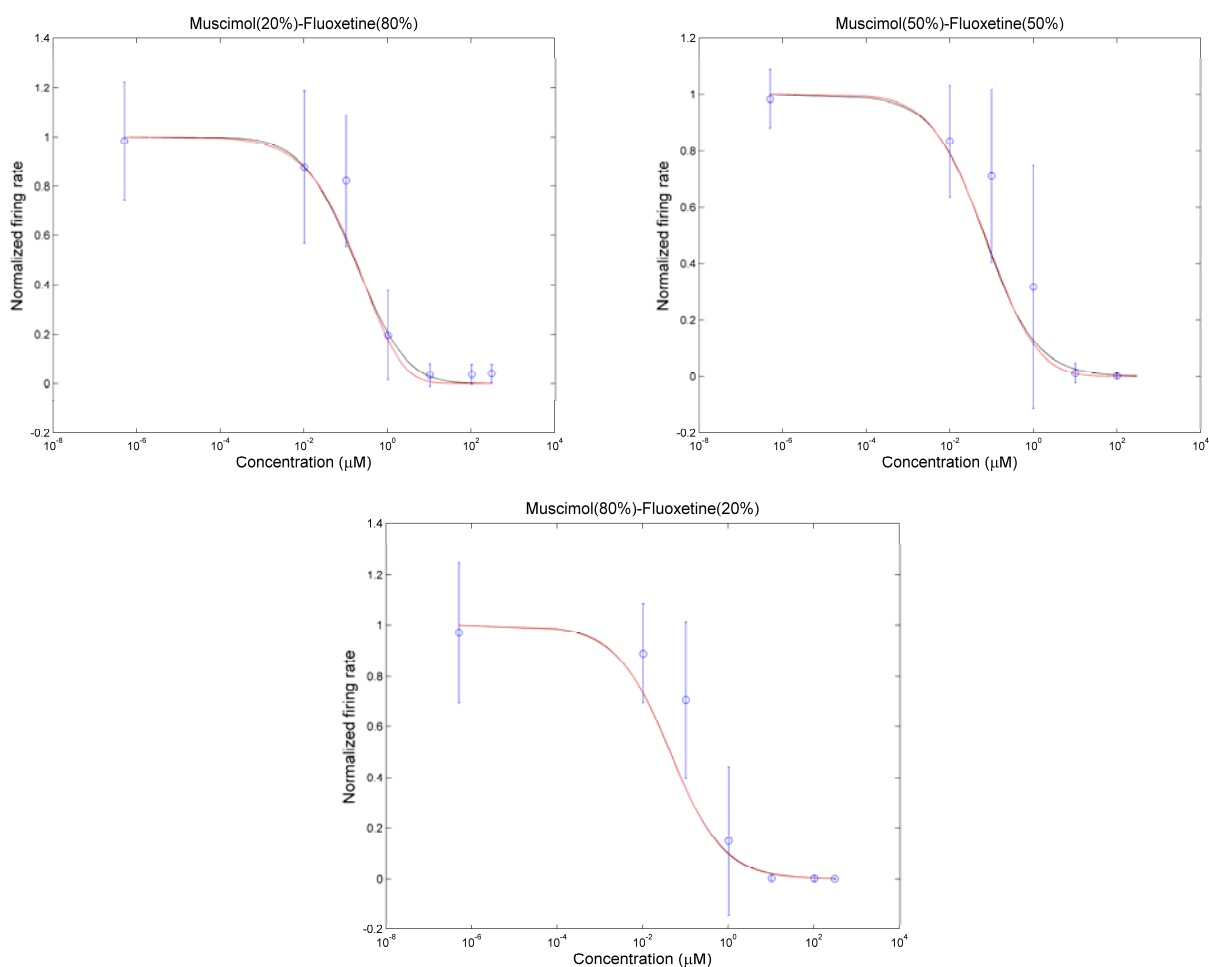 Muscimol(20%)-Fluoxetine(80%)
1.4
1.2
1
0.8
0.6
0.4
0.2
0
-0.2
Normalized firing rate
10^-8 10^-6 10^-4 10^-2 10^0 10^2 10^4
Concentration (μM)
Muscimol(50%)-Fluoxetine(50%)
1.2
1
0.8
0.6
0.4
0.2
0
-0.2
Normalized firing rate
10^-8 10^-6 10^-4 10^-2 10^0 10^2 10^4
Concentration (μM)
Muscimol(80%)-Fluoxetine(20%)
1.4
1.2
1
0.8
0.6
0.4
0.2
0
-0.2
Normalized firing rate
10^-8 10^-6 10^-4 10^-2 10^0 10^2 10^4
Concentration (μM)